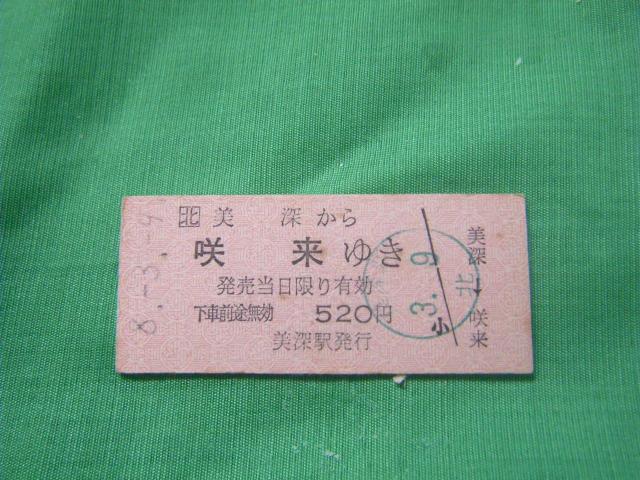 8.-3.-9.
北 美 深から
咲 来ゆき
発売当日限り有効
下車前途無効 520円
美深駅発行
小
美深→咲来
3. 9
北